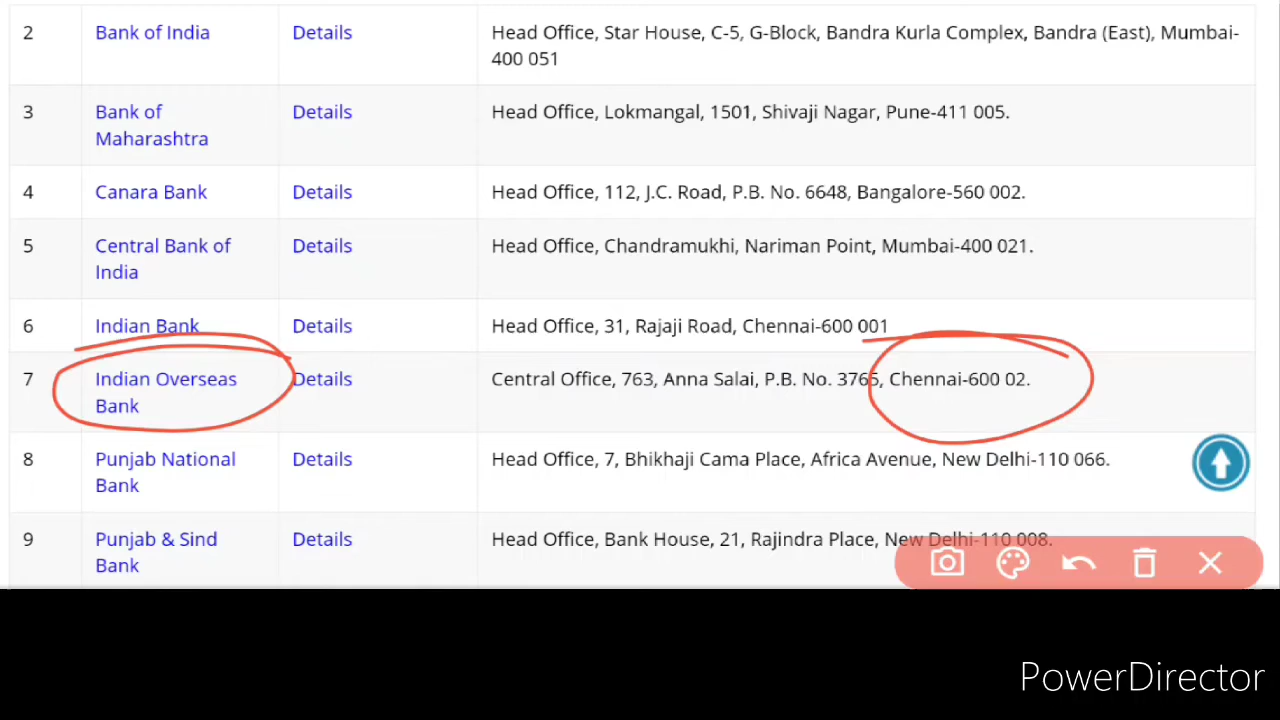 2 Bank of India Details Head Office, Star House, C-5, G-Block, Bandra Kurla Complex, Bandra (East), Mumbai-
400 051
3 Bank of Details Head Office, Lokmangal, 1501, Shivaji Nagar, Pune-411 005.
Maharashtra
4 Canara Bank Details Head Office, 112, J.C. Road, P.B. No. 6648, Bangalore-560 002.
5 Central Bank of Details Head Office, Chandramukhi, Nariman Point, Mumbai-400 021.
India
6 Indian Bank Details Head Office, 31, Rajaji Road, Chennai-600 001
7 Indian Overseas Details Central Office, 763, Anna Salai, P.B. No. 3765, Chennai-600 02.
Bank
8 Punjab National Details Head Office, 7, Bhikhaji Cama Place, Africa Avenue, New Delhi-110 066.
Bank
9 Punjab & Sind Details Head Office, Bank House, 21, Rajindra Place, New Delhi-110 008.
Bank
PowerDirector